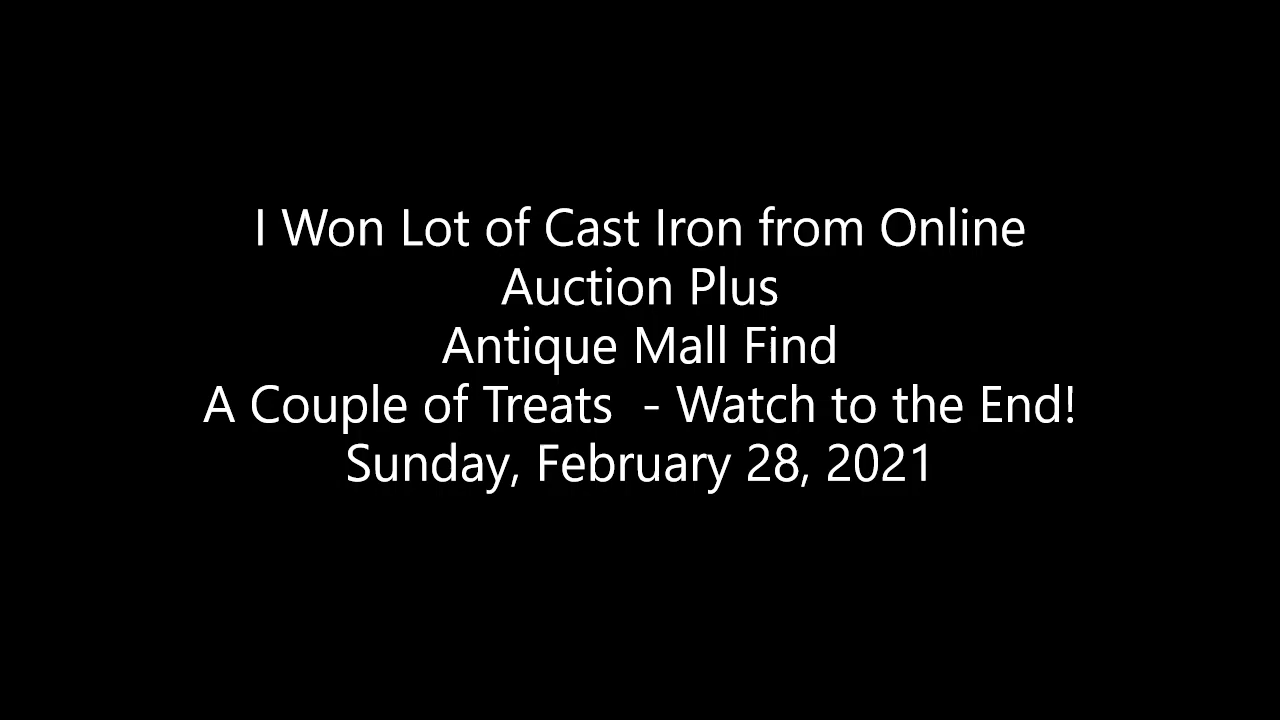 I Won Lot of Cast Iron from Online
Auction Plus
Antique Mall Find
A Couple of Treats  - Watch to the End!
Sunday, February 28, 2021